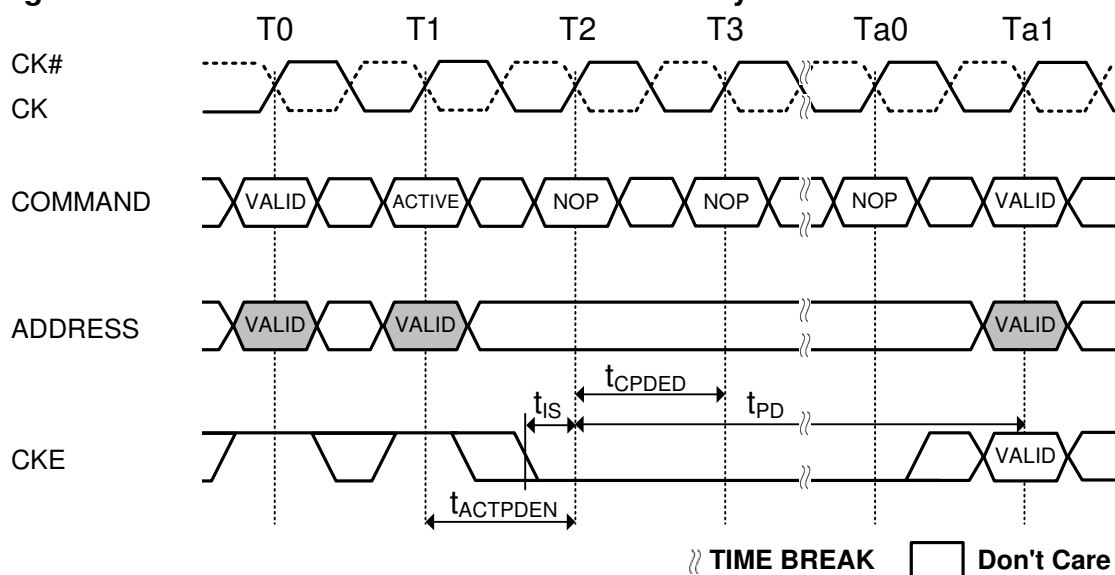 T0 T1 T2 T3 Ta0 Ta1
CK#
CK
COMMAND VALID ACTIVE NOP NOP NOP VALID
ADDRESS VALID VALID VALID
tCPDED
tIS tPD
CKE VALID
tACTPDEN
TIME BREAK Don't Care